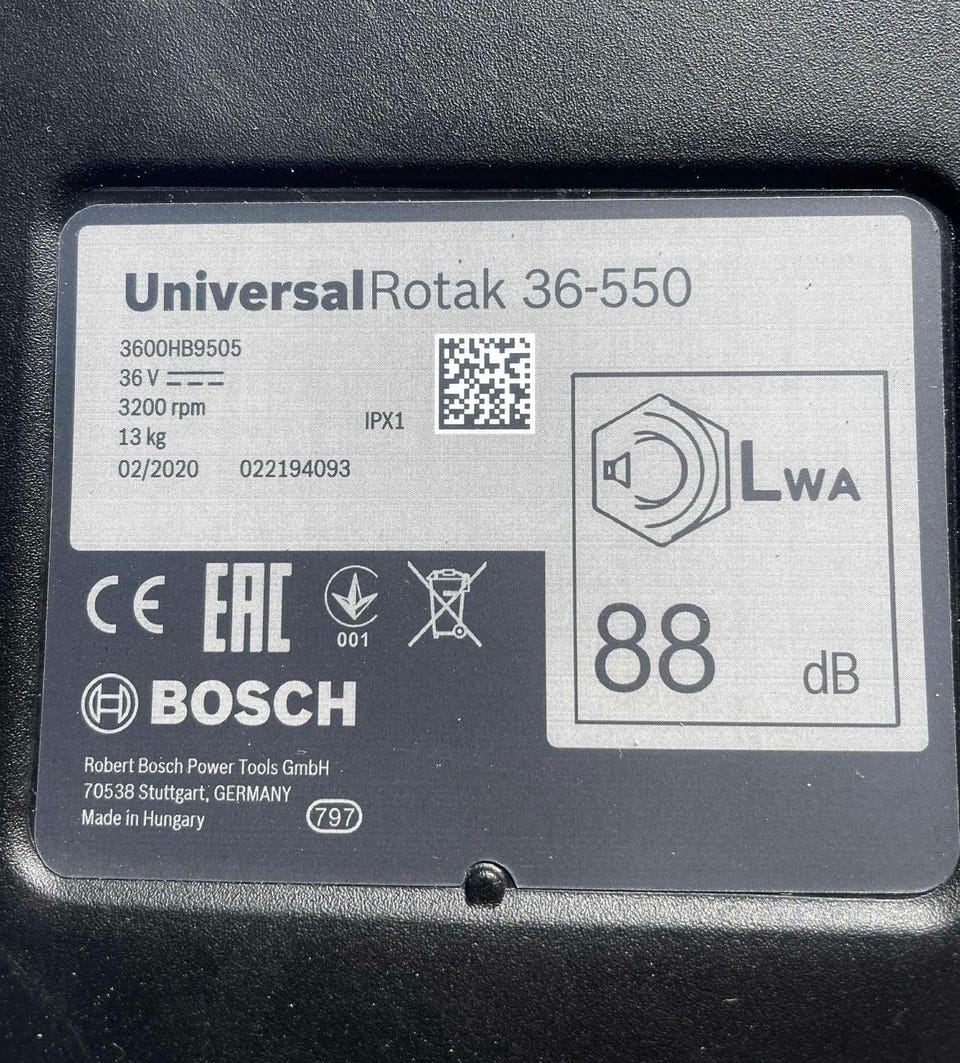 UniversalRotak 36-550
3600HB9505
36 V
3200 rpm
13 kg
IPX1
02/2020 022194093
LWA
88 dB
CE EAC
001
BOSCH
Robert Bosch Power Tools GmbH
70538 Stuttgart, GERMANY
Made in Hungary
797